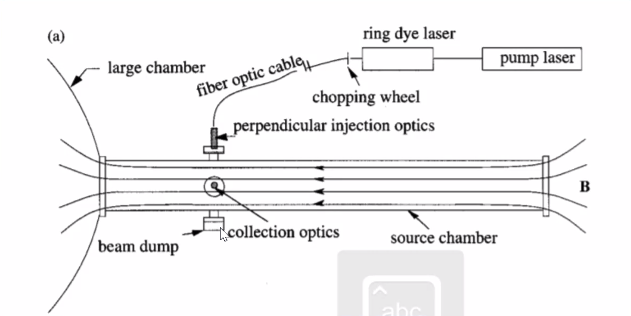 (a)
ring dye laser
large chamber
fiber optic cable
pump laser
chopping wheel
perpendicular injection optics
B
collection optics
source chamber
beam dump
abc